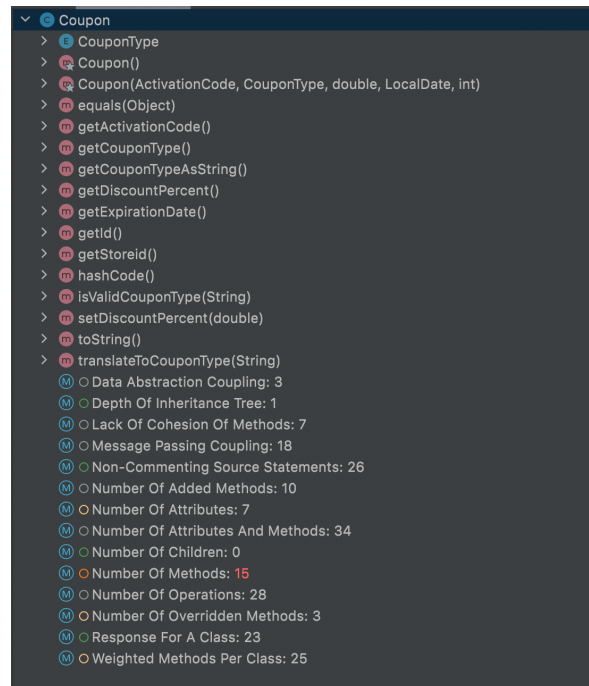 Coupon
CouponType
Coupon()
Coupon(ActivationCode, CouponType, double, LocalDate, int)
equals(Object)
getActivationCode()
getCouponType()
getCouponTypeAsString()
getDiscountPercent()
getExpirationDate()
getId()
getStoreid()
hashCode()
isValidCouponType(String)
setDiscountPercent(double)
toString()
translateToCouponType(String)
Data Abstraction Coupling: 3
Depth Of Inheritance Tree: 1
Lack Of Cohesion Of Methods: 7
Message Passing Coupling: 18
Non-Commenting Source Statements: 26
Number Of Added Methods: 10
Number Of Attributes: 7
Number Of Attributes And Methods: 34
Number Of Children: 0
Number Of Methods: 15
Number Of Operations: 28
Number Of Overridden Methods: 3
Response For A Class: 23
Weighted Methods Per Class: 25